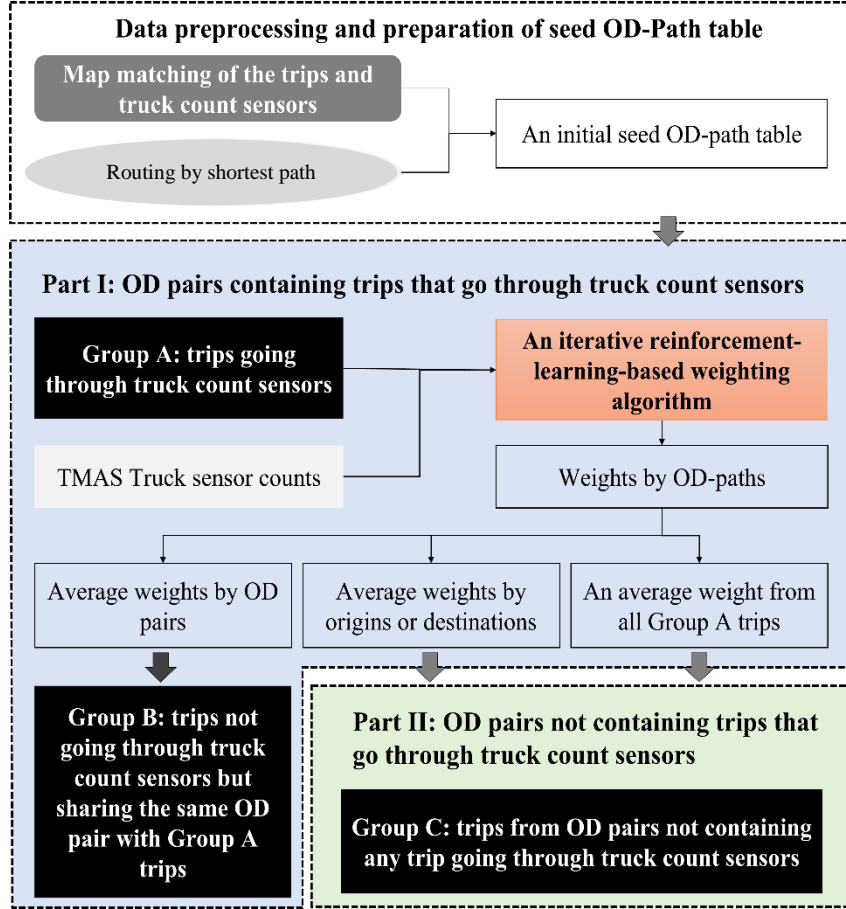 Data preprocessing and preparation of seed OD-Path table
Map matching of the trips and
truck count sensors
An initial seed OD-path table
Routing by shortest path
Part I: OD pairs containing trips that go through truck count sensors
Group A: trips going
through truck count sensors
An iterative reinforcement-
learning-based weighting
algorithm
TMAS Truck sensor counts
Weights by OD-paths
Average weights by OD
pairs
Average weights by
origins or destinations
An average weight from
all Group A trips
Group B: trips not
going through truck
count sensors but
sharing the same OD
pair with Group A
trips
Part II: OD pairs not containing trips that
go through truck count sensors
Group C: trips from OD pairs not containing
any trip going through truck count sensors